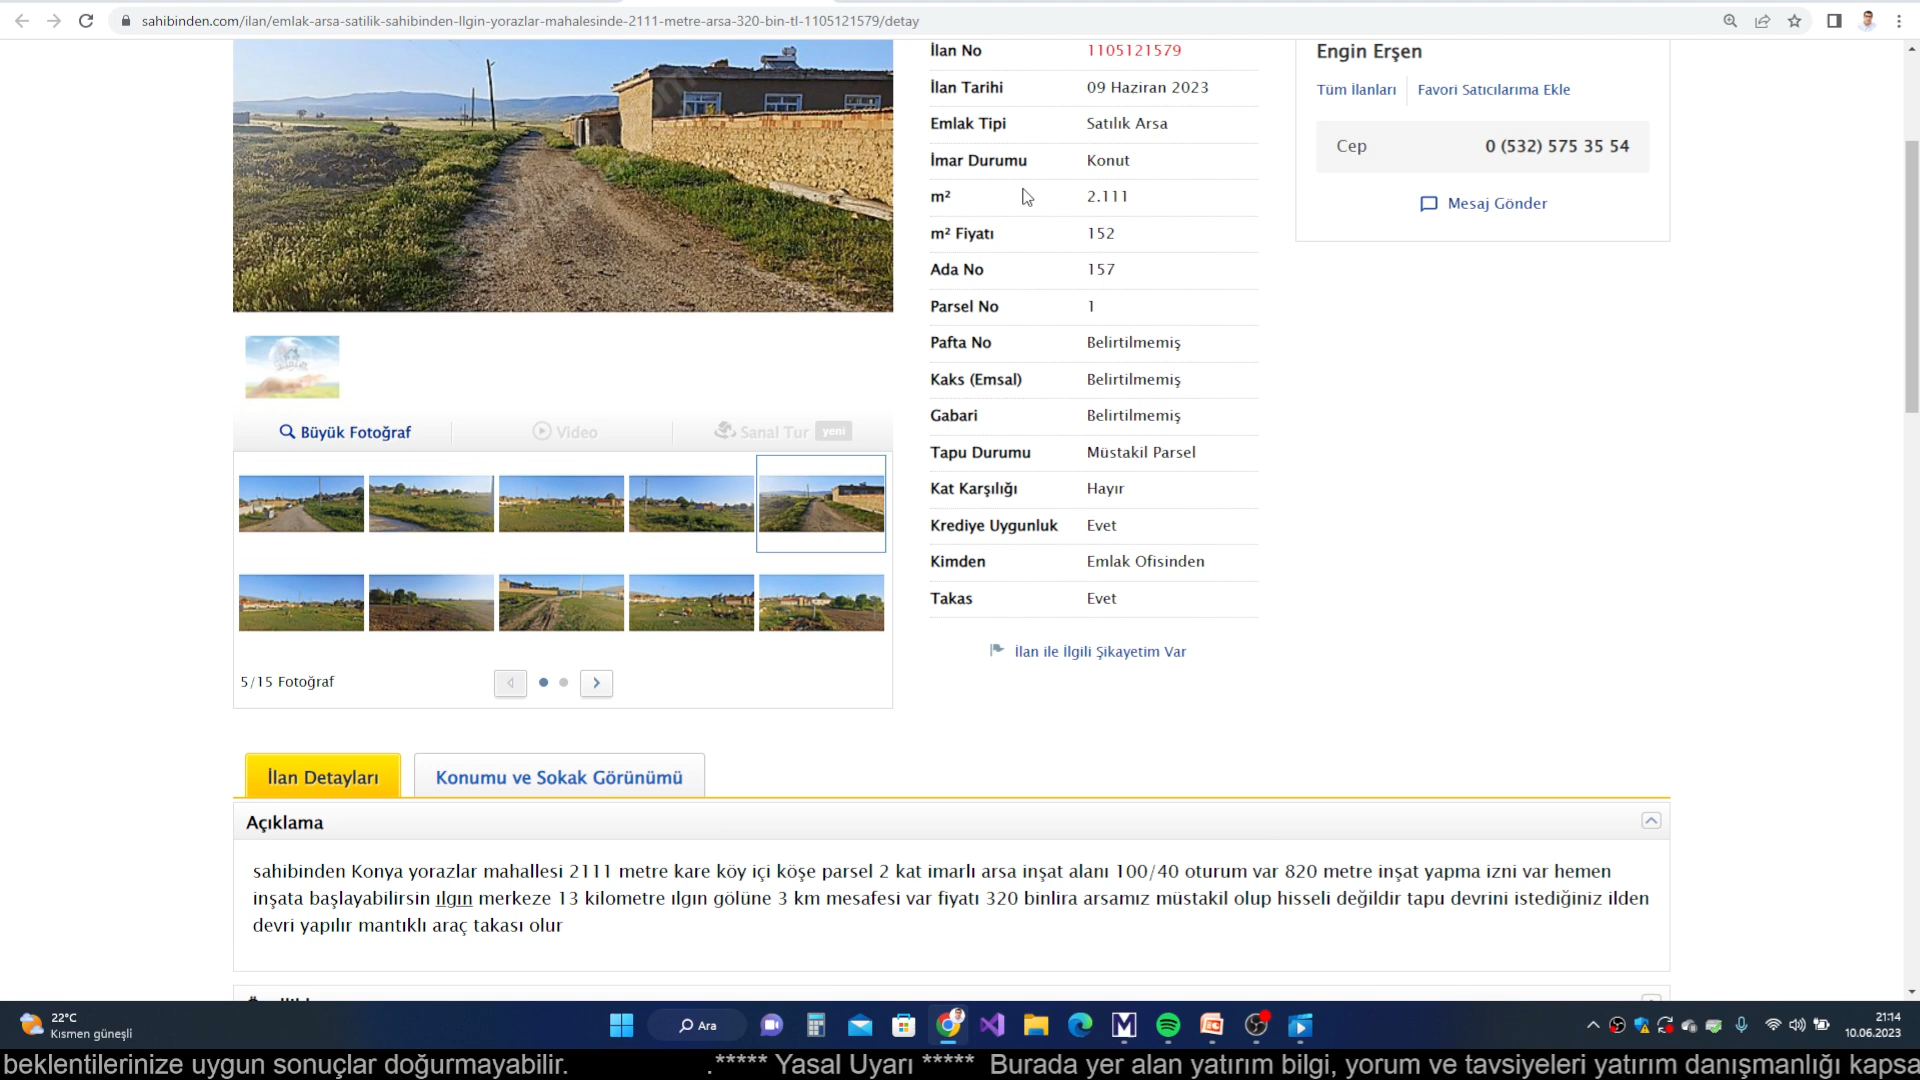 sahibinden.com/ilan/emlak-arsa-satilik-sahibinden-llgin-yorazlar-mahalesinde-2111-metre-arsa-320-bin-tl-1105121579/detay
İlan No 1105121579
İlan Tarihi 09 Haziran 2023
Emlak Tipi Satılık Arsa
İmar Durumu Konut
m² 2.111
m² Fiyatı 152
Ada No 157
Parsel No 1
Pafta No Belirtilmemiş
Kaks (Emsal) Belirtilmemiş
Gabari Belirtilmemiş
Tapu Durumu Müstakil Parsel
Kat Karşılığı Hayır
Krediye Uygunluk Evet
Kimden Emlak Ofisinden
Takas Evet
İlan ile İlgili Şikayetim Var
Engin Erşen
Tüm İlanları Favori Satıcılarıma Ekle
Cep 0 (532) 575 35 54
Mesaj Gönder
Büyük Fotoğraf Video Sanal Tur yeni
5/15 Fotoğraf
İlan Detayları Konumu ve Sokak Görünümü
Açıklama
sahibinden Konya yorazlar mahallesi 2111 metre kare köy içi köşe parsel 2 kat imarlı arsa inşat alanı 100/40 oturum var 820 metre inşat yapma izni var hemen
inşata başlayabilirsin ılgın merkeze 13 kilometre ılgın gölüne 3 km mesafesi var fiyatı 320 binlira arsamız müstakil olup hisseli değildir tapu devrini istediğiniz ilden
devri yapılır mantıklı araç takası olur
22°C
Kısmen güneşli
Ara
21:14
10.06.2023
beklentilerinize uygun sonuçlar doğurmayabilir. .***** Yasal Uyarı ***** Burada yer alan yatırım bilgi, yorum ve tavsiyeleri yatırım danışmanlığı kapsa